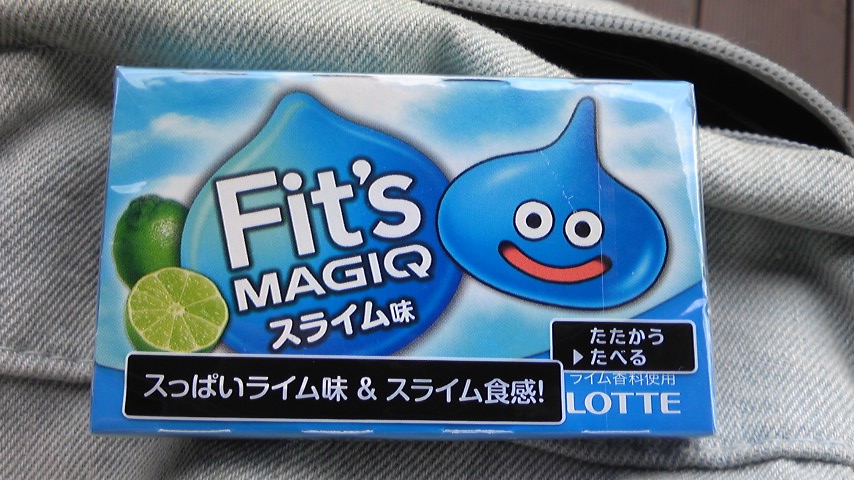 Fit's
MAGIQ
スライム味
たたかう
▶たべる
スっぱいライム味 & スライム食感!
ライム香料使用
LOTTE